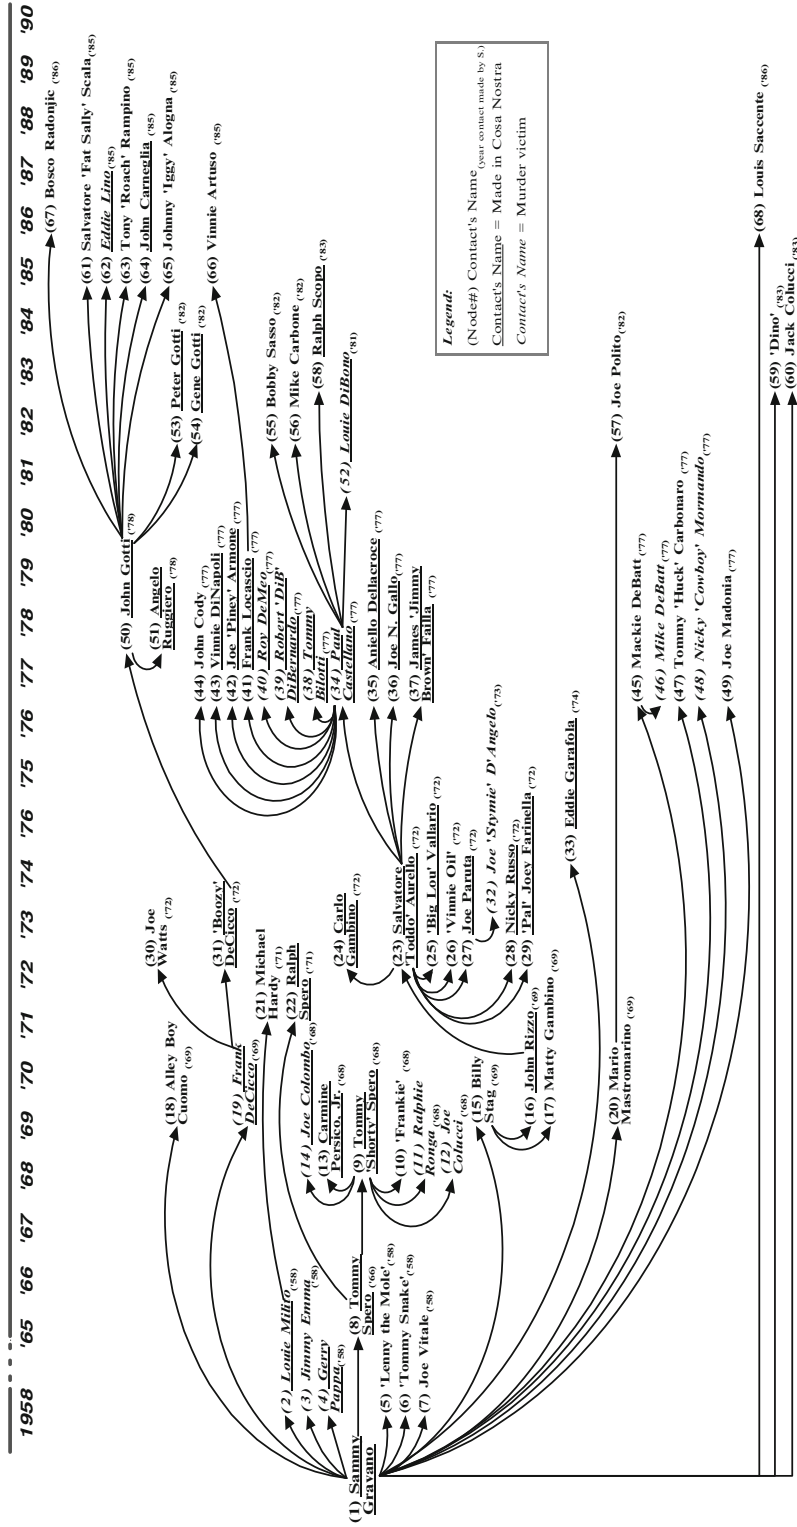 1958 '65 '66 '67 '68 '69 '70 '71 '72 '73 '74 '76 '75 '76 '77 '78 '79 '80 '81 '82 '83 '84 '85 '86 '87 '88 '89 '90
(67) Bosco Radonjic ('86)
(61) Salvatore 'Fat Sally' Scala ('85)
(62) Eddie Lino ('85)
(63) Tony 'Roach' Rampino ('85)
(64) John Carneglia ('85)
(65) Johnny 'Iggy' Alogna ('85)
(66) Vinnie Artuso ('85)
(50) John Gotti ('78)
(51) Angelo
Ruggiero ('78)
(53) Peter Gotti ('82)
(54) Gene Gotti ('82)
(44) John Cody ('77)
(43) Vinnie DiNapoli ('77)
(42) Joe 'Piney' Armone ('77)
(41) Frank Locascio ('77)
(40) Roy DeMeo ('77)
(39) Robert 'DiB'
DiBernardo ('77)
(38) Tommy
Bilotti ('77)
(34) Paul
Castellano ('77)
(55) Bobby Sasso ('82)
(56) Mike Carbone ('82)
(58) Ralph Scopo ('83)
(52) Louie DiBono ('81)
(35) Aniello Dellacroce ('77)
(36) Joe N. Gallo ('77)
(37) James 'Jimmy
Brown' Failla ('77)
(30) Joe
Watts ('72)
(31) 'Boozy'
DeCicco ('72)
(18) Alley Boy
Cuomo ('69)
(19) Frank
DeCicco ('69)
(21) Michael
Hardy ('71)
(22) Ralph
Spero ('71)
(24) Carlo
Gambino ('72)
(23) Salvatore
'Toddo' Aurello ('72)
(25) 'Big Lou' Vallario ('72)
(26) 'Vinnie Oil' ('72)
(27) Joe Paruta ('72)
(32) Joe 'Stymie' D'Angelo ('73)
(28) Nicky Russo ('72)
(29) 'Pal' Joey Farinella ('72)
(33) Eddie Garafola ('74)
(14) Joe Colombo ('68)
(13) Carmine
Persico, Jr. ('68)
(9) Tommy
'Shorty' Spero ('68)
(10) 'Frankie' ('68)
(11) Ralphie
Ronga ('68)
(12) Joe
Colucci ('68)
(15) Billy
Stag ('69)
(16) John Rizzo ('69)
(17) Matty Gambino ('69)
(20) Mario
Mastromarino ('69)
(57) Joe Polito ('82)
(2) Louie Milito ('58)
(3) Jimmy Emma ('58)
(4) Gerry
Pappa ('58)
(8) Tommy
Spero ('66)
(1) Sammy
Gravano
(5) 'Lenny the Mole' ('58)
(6) 'Tommy Snake' ('58)
(7) Joe Vitale ('58)
(45) Mackie DeBatt ('77)
(46) Mike DeBatt ('77)
(47) Tommy 'Huck' Carbonaro ('77)
(48) Nicky 'Cowboy' Mormando ('77)
(49) Joe Madonia ('77)
(68) Louis Saccente ('86)
(59) 'Dino' ('83)
(60) Jack Colucci ('83)
Legend:
(Node#) Contact's Name (year contact made by S.)
Contact's Name = Made in Cosa Nostra
Contact's Name = Murder victim